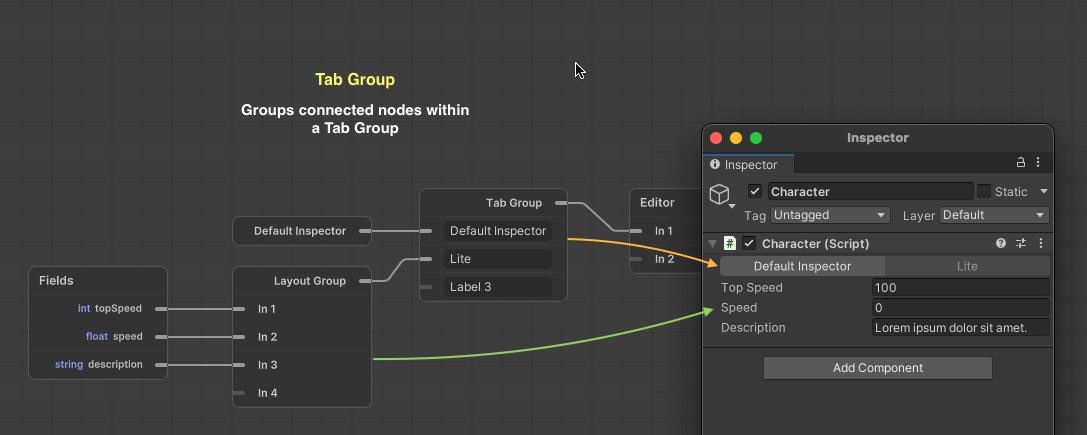 Tab Group
Groups connected nodes within
a Tab Group
Default Inspector
Fields
int topSpeed
float speed
string description
Layout Group
In 1
In 2
In 3
In 4
Tab Group
Default Inspector
Lite
Label 3
Editor
In 1
In 2
Inspector
Inspector
Character
Static
Tag Untagged Layer Default
# Character (Script)
Default Inspector Lite
Top Speed 100
Speed 0
Description Lorem ipsum dolor sit amet.
Add Component